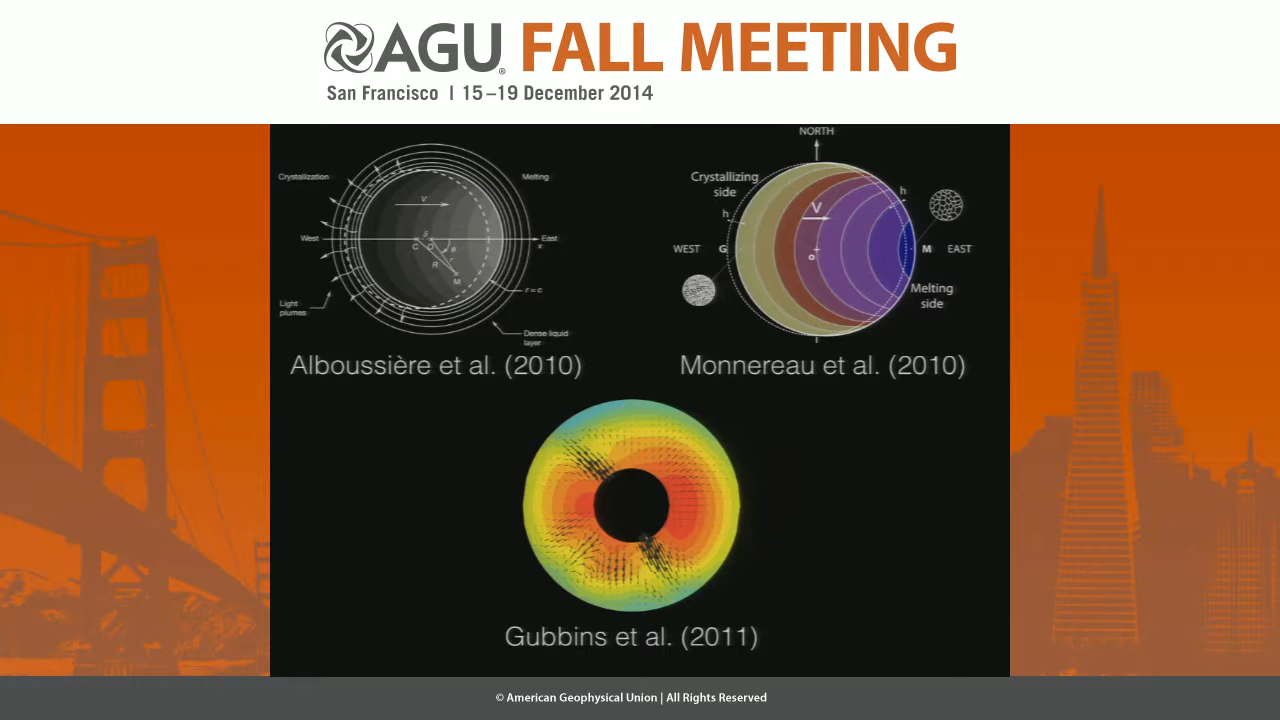 AGU® FALL MEETING
San Francisco | 15–19 December 2014
Crystallization
Melting
V
West
East
x
δ
C
O
θ
r
R
M
r = c
Light
plumes
Dense liquid
layer
Alboussière et al. (2010)
NORTH
Crystallizing
side
h
h
V
WEST
G
o
M
EAST
Melting
side
Monnereau et al. (2010)
Gubbins et al. (2011)
© American Geophysical Union | All Rights Reserved